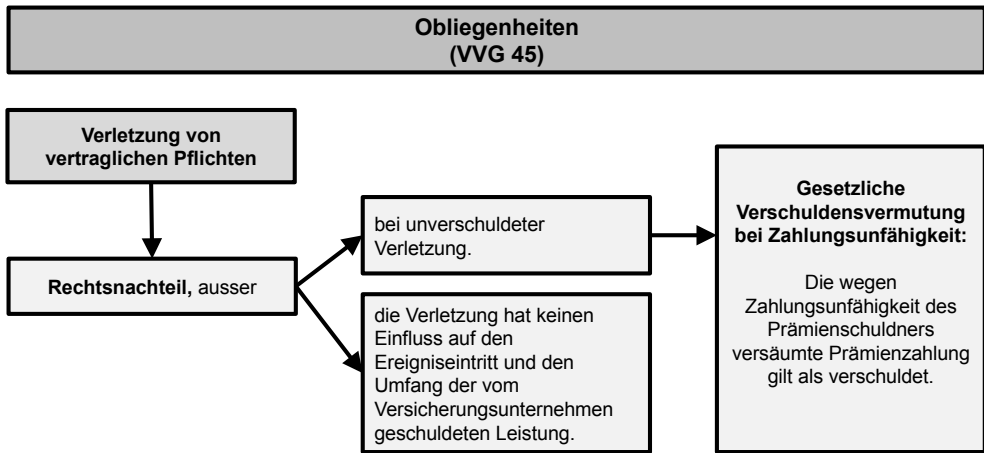 Obliegenheiten
(VVG 45)
Verletzung von
vertraglichen Pflichten
Rechtsnachteil, ausser
bei unverschuldeter
Verletzung.
die Verletzung hat keinen
Einfluss auf den
Ereigniseintritt und den
Umfang der vom
Versicherungsunternehmen
geschuldeten Leistung.
Gesetzliche
Verschuldensvermutung
bei Zahlungsunfähigkeit:
Die wegen
Zahlungsunfähigkeit des
Prämienschuldners
versäumte Prämienzahlung
gilt als verschuldet.